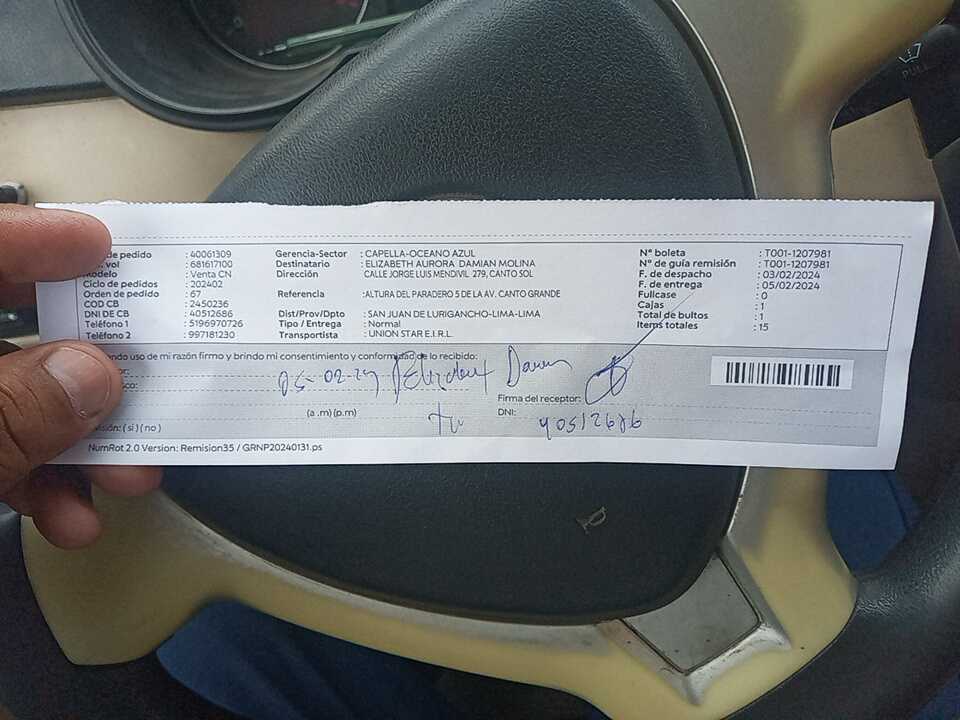 de pedido : 40061309
vol : 681617100
Modelo : Venta CN
Ciclo de pedidos : 202402
Orden de pedido : 67
COD CB : 2450236
DNI DE CB : 40512686
Teléfono 1 : 5196970726
Teléfono 2 : 997181230
Gerencia-Sector : CAPELLA-OCEANO AZUL
Destinatario : ELIZABETH AURORA DAMIAN MOLINA
Dirección CALLE JORGE LUIS MENDIVIL 279, CANTO SOL
Referencia :ALTURA DEL PARADERO 5 DE LA AV. CANTO GRANDE
Dist/Prov/Dpto : SAN JUAN DE LURIGANCHO-LIMA-LIMA
Tipo / Entrega : Normal
Transportista : UNION STAR E.I.R.L.
N° boleta : T001-1207981
N° de guía remisión : T001-1207981
F. de despacho : 03/02/2024
F. de entrega : 05/02/2024
Fullcase : 0
Cajas : 1
Total de bultos : 1
Items totales : 15
uso de mi razón firmo y brindo mi consentimiento y conformidad de lo recibido:
05-02-24
Firma del receptor:
(a .m) (p.m)
DNI: 40512686
( si ) ( no )
NumRot 2.0 Version: Remision35 / GRNP20240131.ps
PULL